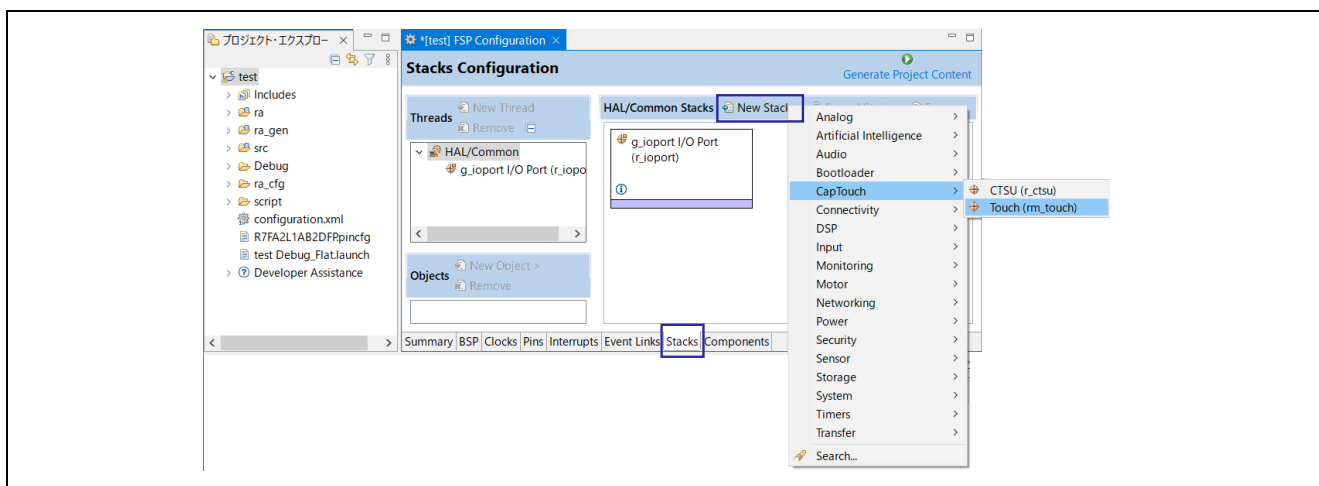 プロジェクト・エクスプロー
test
Includes
ra
ra_gen
src
Debug
ra_cfg
script
configuration.xml
R7FA2L1AB2DFP.pincfg
test Debug_Flat.launch
Developer Assistance
*[test] FSP Configuration
Stacks Configuration
Generate Project Content
Threads
New Thread
Remove
HAL/Common
g_ioport I/O Port (r_iopo
Objects
New Object >
Remove
HAL/Common Stacks
New Stack
g_ioport I/O Port
(r_ioport)
Analog
Artificial Intelligence
Audio
Bootloader
CapTouch
Connectivity
DSP
Input
Monitoring
Motor
Networking
Power
Security
Sensor
Storage
System
Timers
Transfer
Search...
CTSU (r_ctsu)
Touch (rm_touch)
Summary BSP Clocks Pins Interrupts Event Links Stacks Components